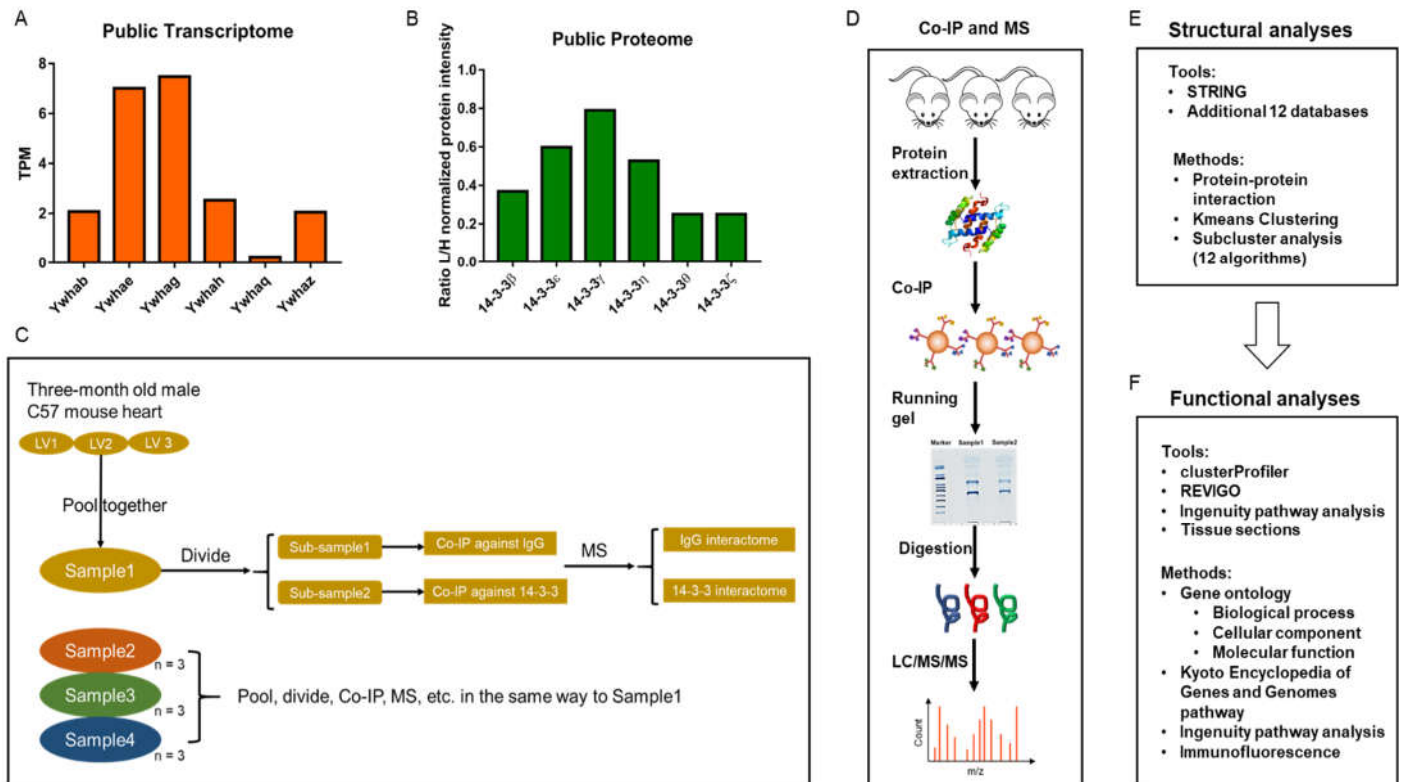 A
Public Transcriptome
TPM
8
6
4
2
0
Ywhab
Ywhae
Ywhag
Ywhah
Ywhaq
Ywhaz
B
Public Proteome
Ratio L/H normalized protein intensity
1.0
0.8
0.6
0.4
0.2
0.0
14-3-3β
14-3-3ε
14-3-3γ
14-3-3η
14-3-3θ
14-3-3ζ
C
Three-month old male
C57 mouse heart
LV1
LV2
LV 3
Pool together
Sample1
Divide
Sub-sample1
Co-IP against IgG
Sub-sample2
Co-IP against 14-3-3
MS
IgG interactome
14-3-3 interactome
Sample2
n = 3
Sample3
n = 3
Sample4
n = 3
Pool, divide, Co-IP, MS, etc. in the same way to Sample1
D
Co-IP and MS
Protein
extraction
Co-IP
Running
gel
Marker Sample1 Sample2
Digestion
LC/MS/MS
Count
m/z
E
Structural analyses
Tools:
• STRING
• Additional 12 databases
Methods:
• Protein-protein
interaction
• Kmeans Clustering
• Subcluster analysis
(12 algorithms)
F
Functional analyses
Tools:
• clusterProfiler
• REVIGO
• Ingenuity pathway analysis
• Tissue sections
Methods:
• Gene ontology
• Biological process
• Cellular component
• Molecular function
• Kyoto Encyclopedia of
Genes and Genomes
pathway
• Ingenuity pathway analysis
• Immunofluorescence